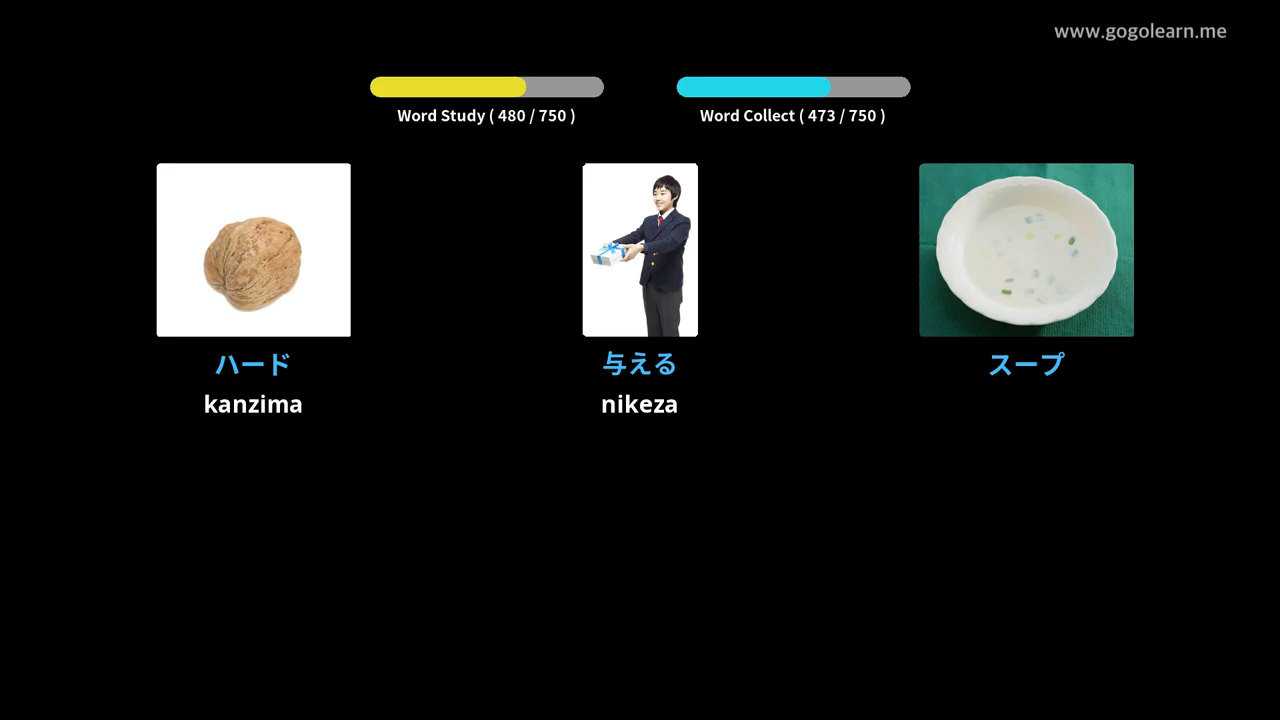 www.gogolearn.me
Word Study ( 480 / 750 )
Word Collect ( 473 / 750 )
ハード
与える
スープ
kanzima
nikeza